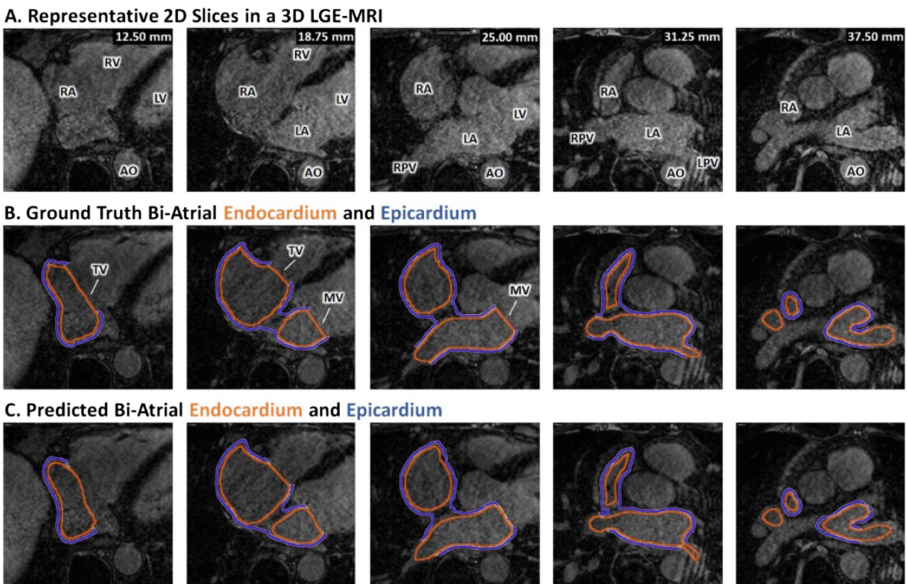 A. Representative 2D Slices in a 3D LGE-MRI
12.50 mm
RV
RA
LV
AO
18.75 mm
RV
RA
LV
LA
AO
25.00 mm
RA
LV
LA
RPV
AO
31.25 mm
RA
RPV
LA
LPV
AO
37.50 mm
RA
LA
AO
B. Ground Truth Bi-Atrial Endocardium and Epicardium
TV
TV
MV
MV
C. Predicted Bi-Atrial Endocardium and Epicardium